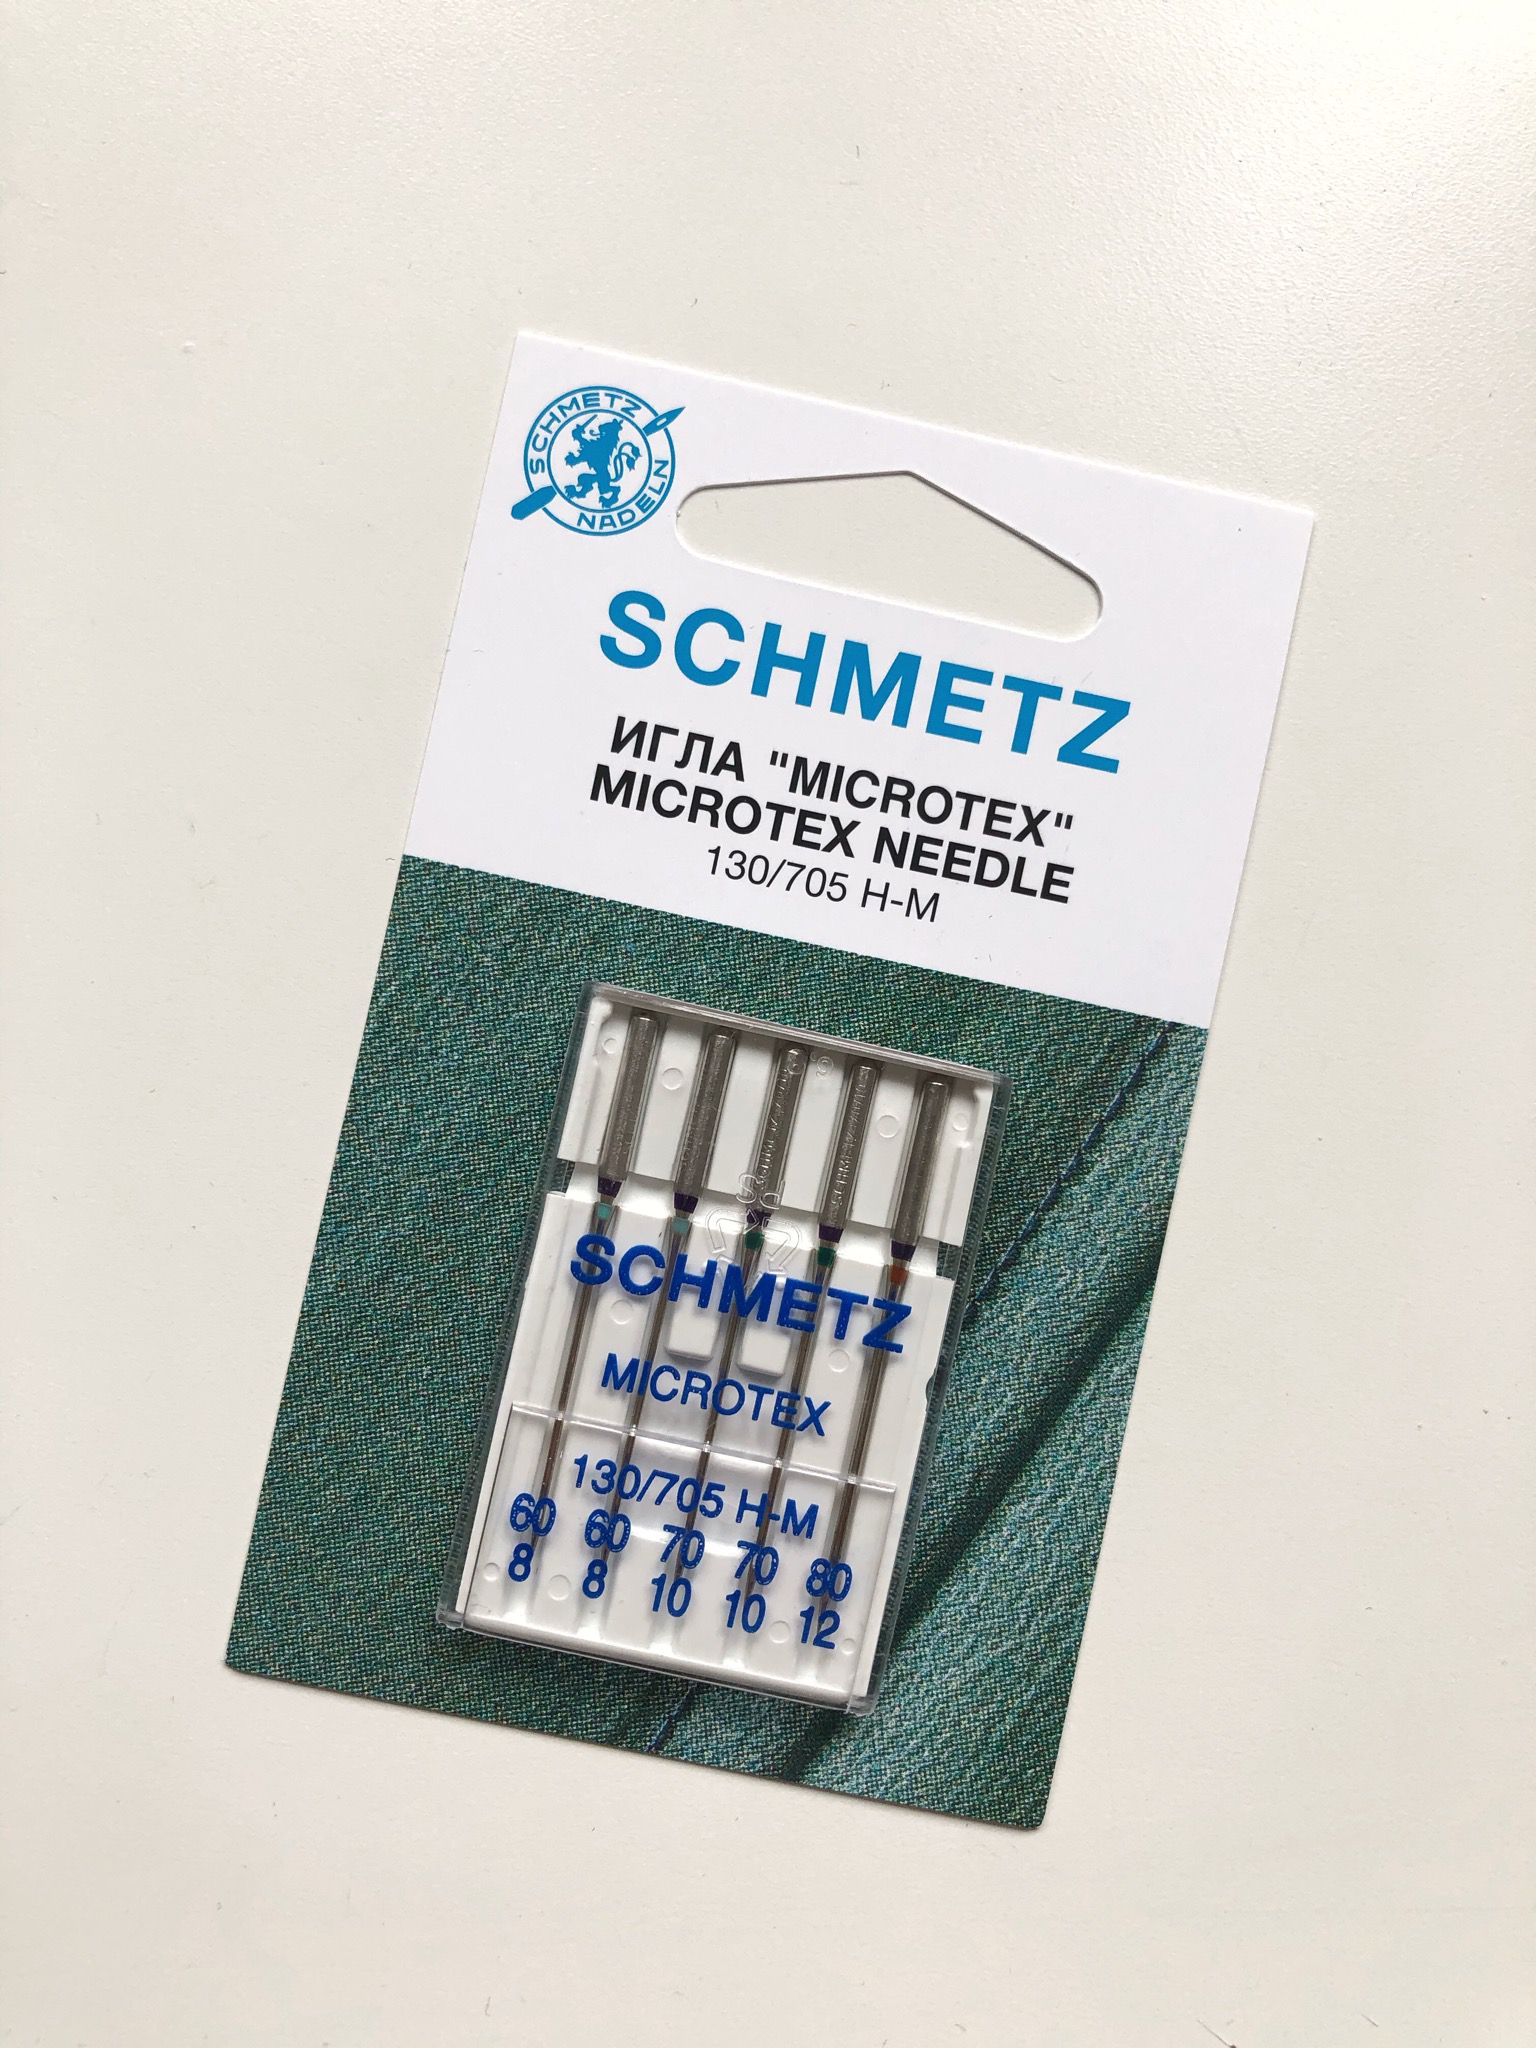 SCHMETZ
NADELN
SCHMETZ
ИГЛА "MICROTEX"
MICROTEX NEEDLE
130/705 H-M
SCHMETZ
MICROTEX
130/705 H-M
60 60 70 70 80
8 8 10 10 12